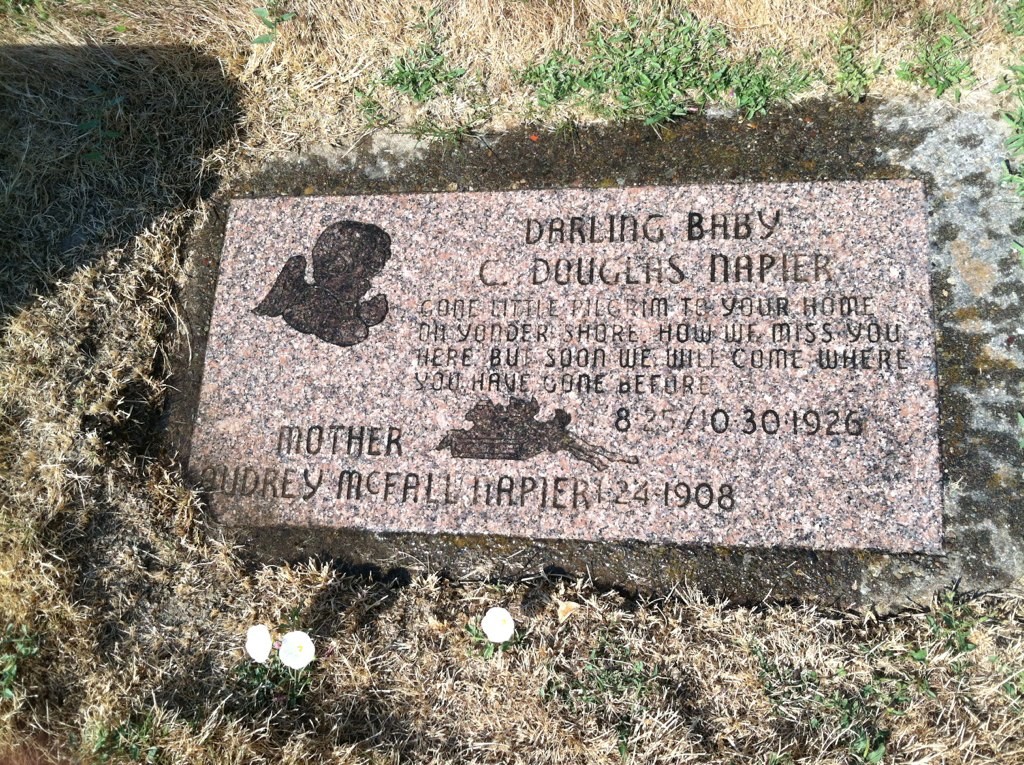 DARLING BABY
C. DOUGLAS NAPIER
GONE LITTLE PILGRIM TO YOUR HOME
ON YONDER SHORE, HOW WE MISS YOU
HERE, BUT SOON WE WILL COME WHERE
YOU HAVE GONE BEFORE
8·25/10·30·1926
MOTHER
AUDREY MCFALL NAPIER 1·24·1908